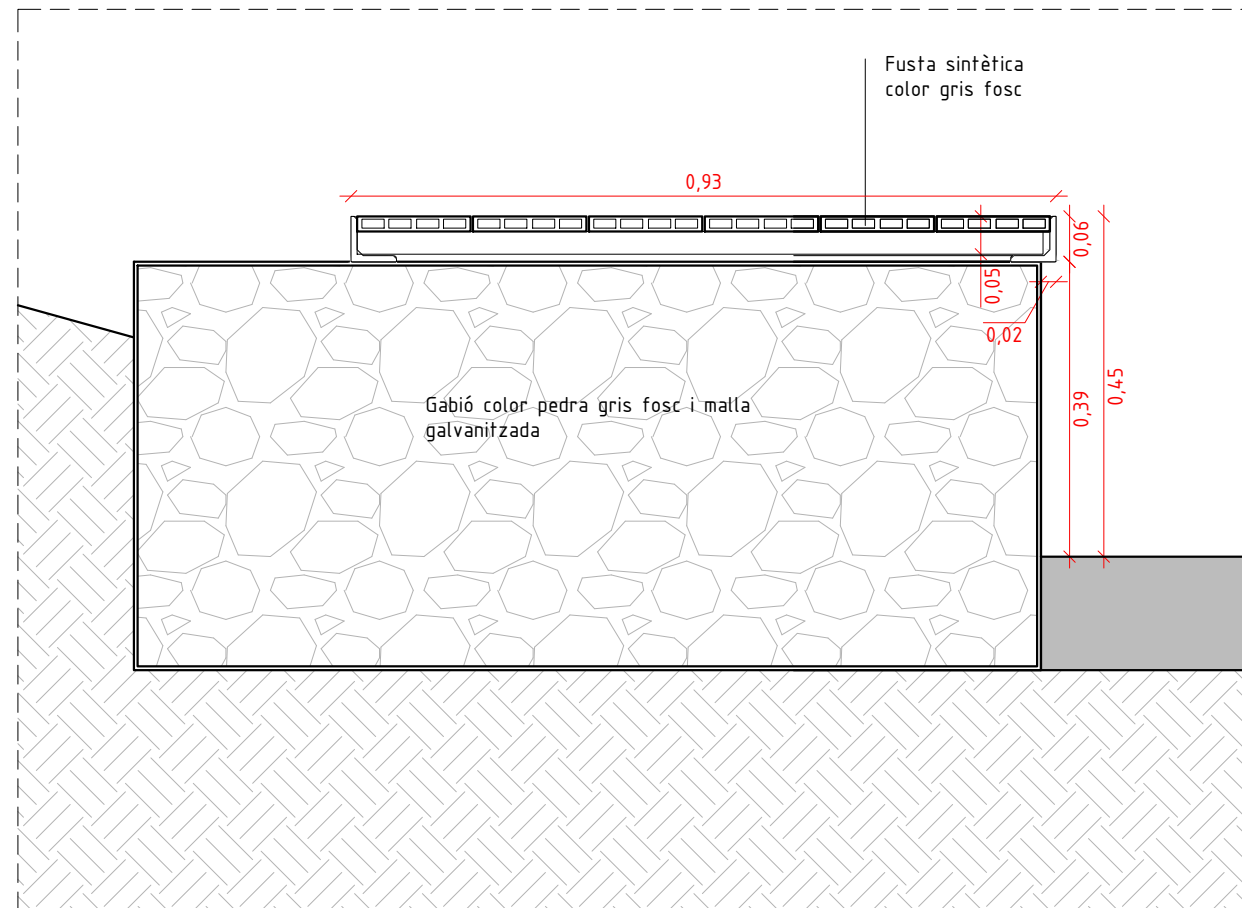 Fusta sintètica
color gris fosc
0,93
0,06
0,05
0,02
0,39
0,45
Gabió color pedra gris fosc i malla
galvanitzada